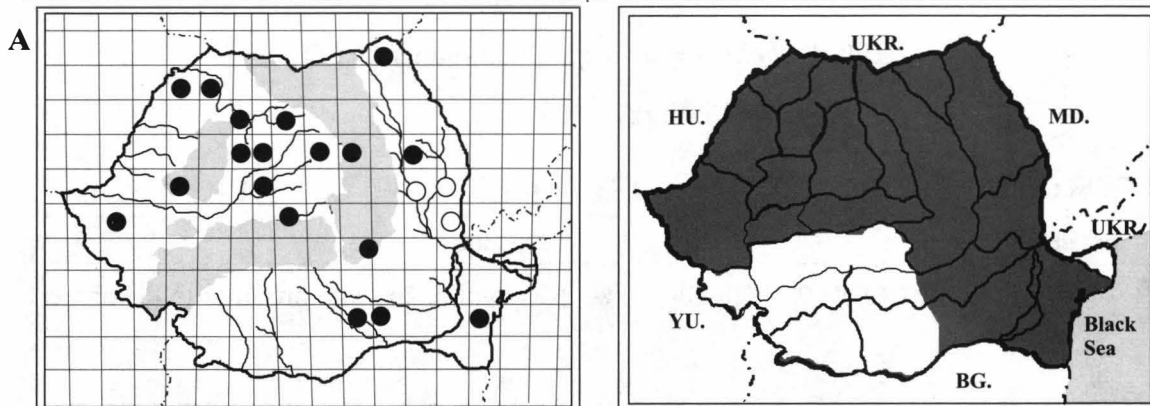 A
UKR.
HU.
MD.
UKR.
YU.
Black
Sea
BG.